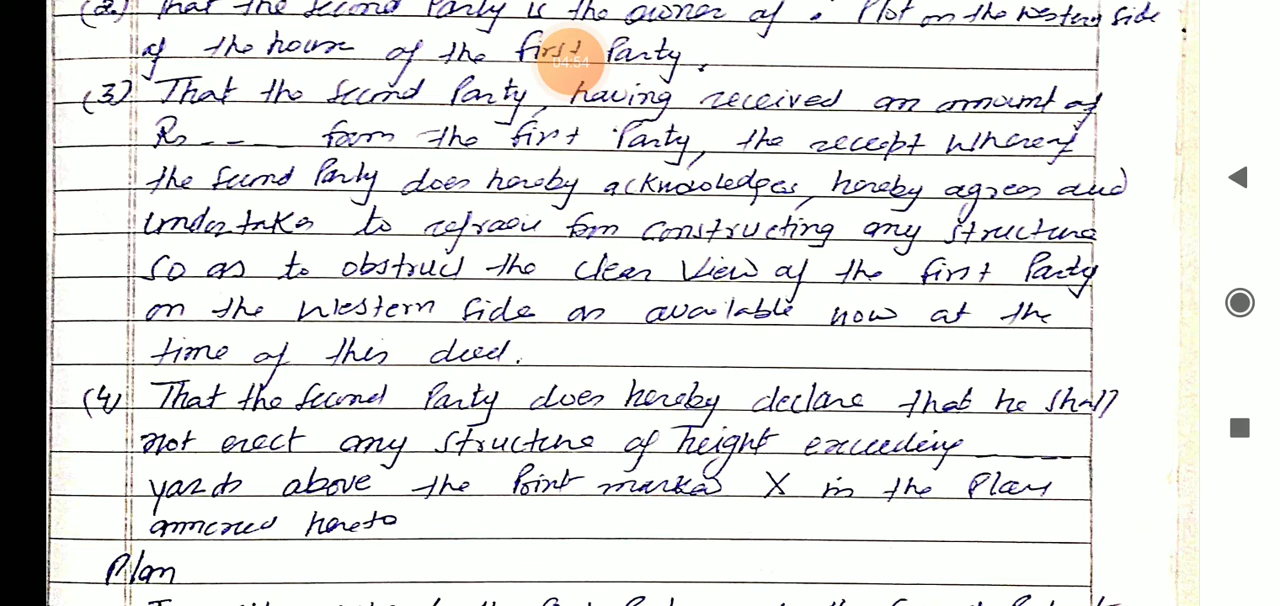 (2.) That the Second Party is the owner of a Plot on the western side
of the house of the first Party.
(3) That the Second Party, having received an amount of
Rs. - - — from the first Party, the receipt whereof
the Second Party does hereby acknowledges, hereby agrees and
undertakes to refrain from constructing any structure
so as to obstruct the clear view of the first Party
on the Western side as available now at the
time of this deed.
(4) That the Second Party does hereby declare that he shall
not erect any structure of height exceeding ______
yards above the Point marked X in the Plan
annexed hereto
Plan
04:54